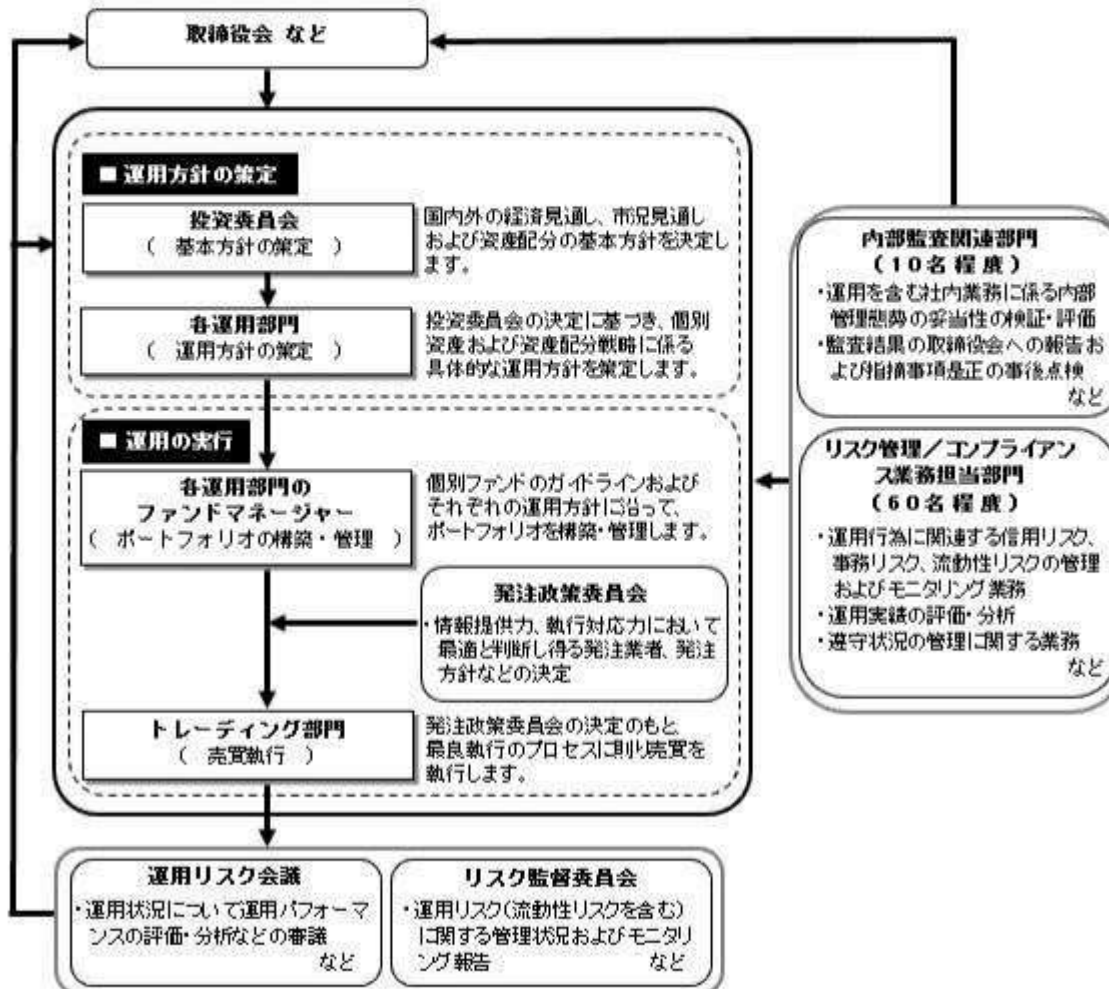 取締役会 など
■ 運用方針の策定
投資委員会
（ 基本方針の策定 ）
国内外の経済見通し、市況見通し
および資産配分の基本方針を決定し
ます。
各運用部門
（ 運用方針の策定 ）
投資委員会の決定に基づき、個別
資産および資産配分戦略に係る
具体的な運用方針を策定します。
■ 運用の実行
各運用部門の
ファンドマネージャー
（ ポートフォリオの構築・管理 ）
個別ファンドのガイドラインおよび
それぞれの運用方針に沿って、
ポートフォリオを構築・管理します。
発注政策委員会
・情報提供力、執行対応力において
最適と判断し得る発注業者、発注
方針などの決定
トレーディング部門
（ 売買執行 ）
発注政策委員会の決定のもと、
最良執行のプロセスに則り売買を
執行します。
内部監査関連部門
（１０名程度）
・運用を含む社内業務に係る内部
管理態勢の妥当性の検証・評価
・監査結果の取締役会への報告お
よび指摘事項是正の事後点検
など
リスク管理／コンプライアン
ス業務担当部門
（６０名程度）
・運用行為に関連する信用リスク、
事務リスク、流動性リスクの管理
およびモニタリング業務
・運用実績の評価・分析
・遵守状況の管理に関する業務
など
運用リスク会議
・運用状況について運用パフォーマ
ンスの評価・分析などの審議
など
リスク監督委員会
・運用リスク（流動性リスクを含む）
に関する管理状況およびモニタリ
ング報告 など